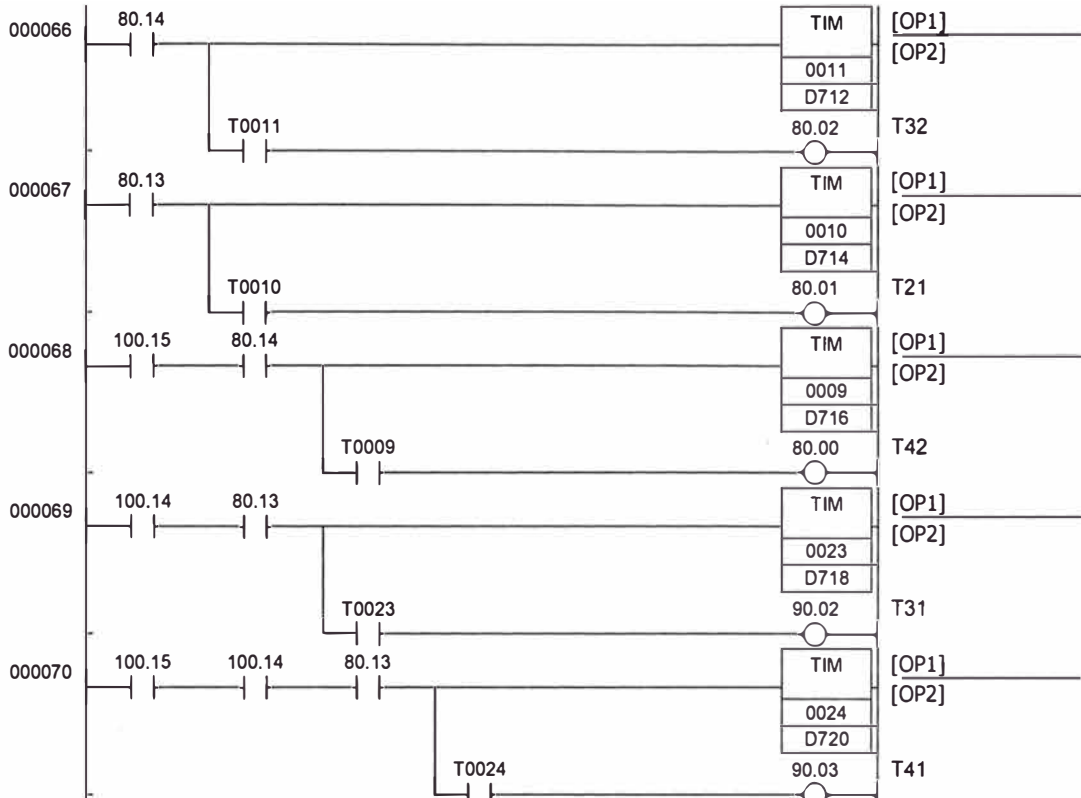 000066 80.14 TIM [OP1]
[OP2]
0011
D712
T0011 80.02 T32
000067 80.13 TIM [OP1]
[OP2]
0010
D714
T0010 80.01 T21
000068 100.15 80.14 TIM [OP1]
[OP2]
0009
D716
T0009 80.00 T42
000069 100.14 80.13 TIM [OP1]
[OP2]
0023
D718
T0023 90.02 T31
000070 100.15 100.14 80.13 TIM [OP1]
[OP2]
0024
D720
T0024 90.03 T41